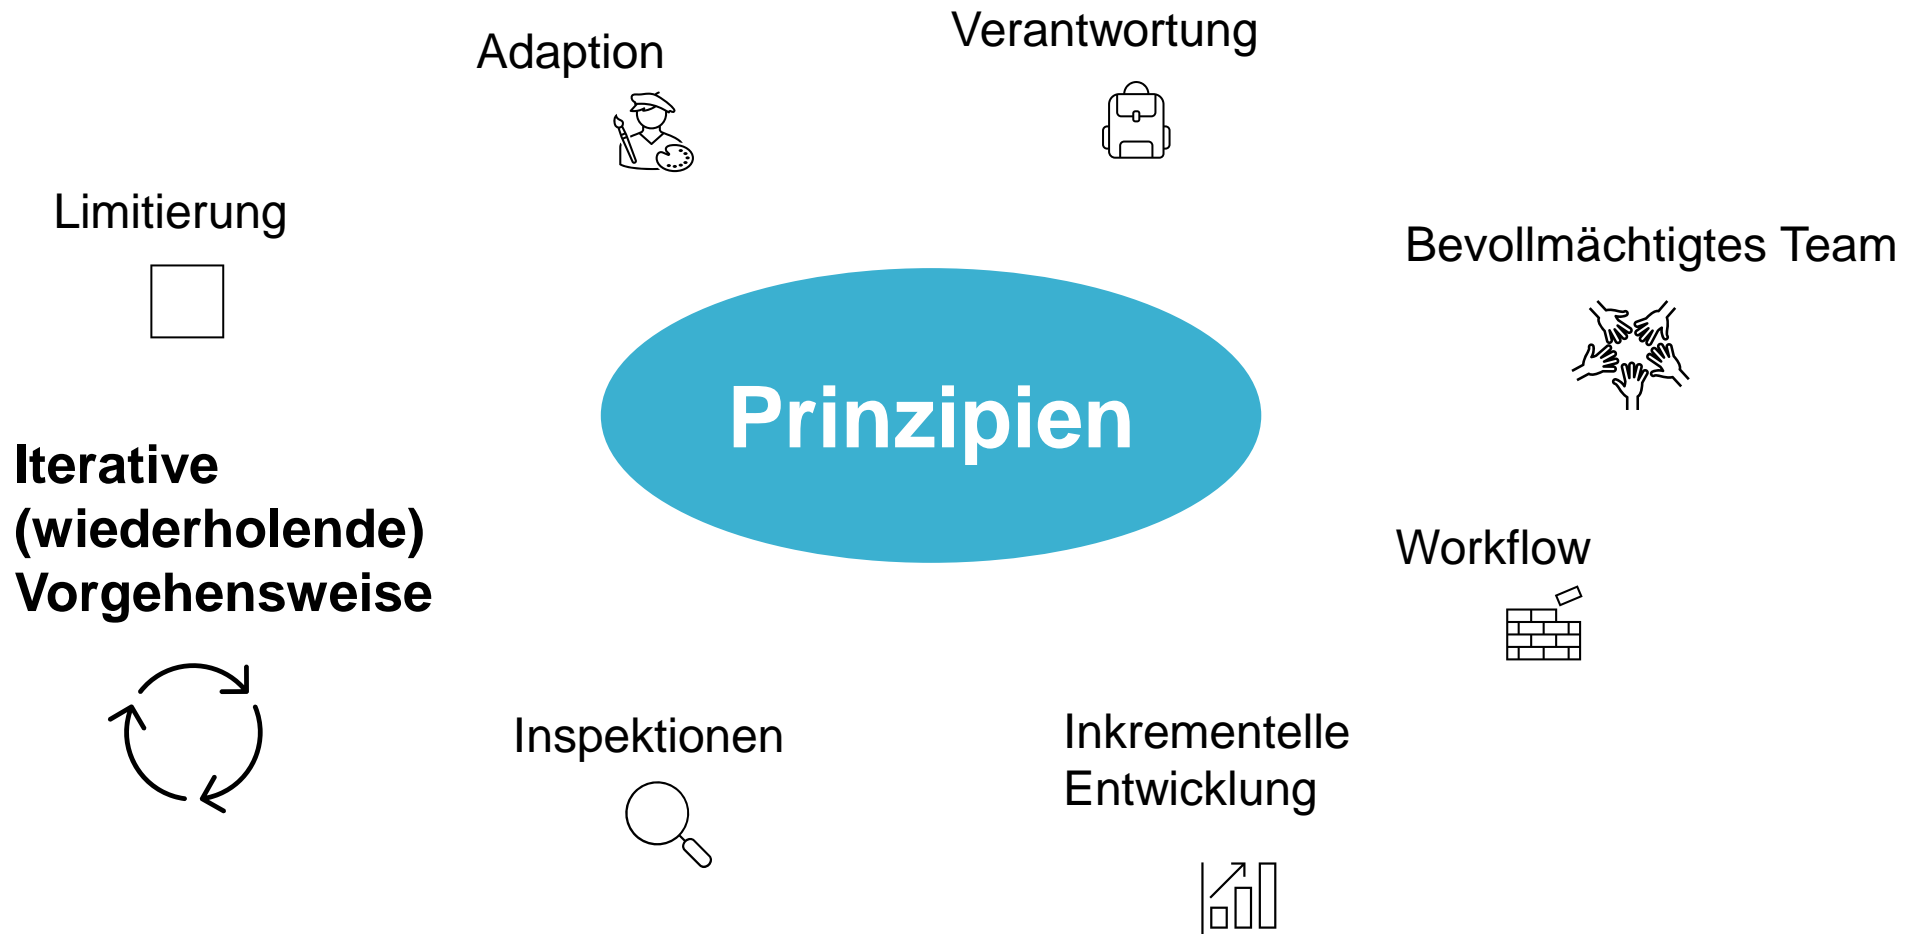 Adaption
Verantwortung
Limitierung
Bevollmächtigtes Team
Prinzipien
Iterative
(wiederholende)
Vorgehensweise
Workflow
Inspektionen
Inkrementelle
Entwicklung